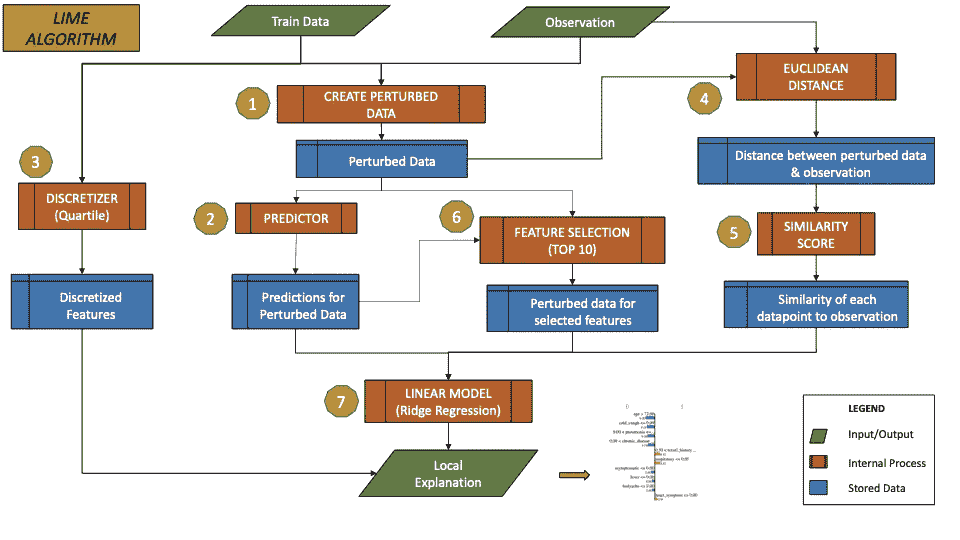 LIME
ALGORITHM
Train Data
Observation
1
CREATE PERTURBED
DATA
EUCLIDEAN
DISTANCE
4
3
Perturbed Data
Distance between perturbed data
& observation
DISCRETIZER
(Quartile)
2
PREDICTOR
6
FEATURE SELECTION
(TOP 10)
5
SIMILARITY
SCORE
Discretized
Features
Predictions for
Perturbed Data
Perturbed data for
selected features
Similarity of each
datapoint to observation
7
LINEAR MODEL
(Ridge Regression)
Local
Explanation
LEGEND
Input/Output
Internal Process
Stored Data